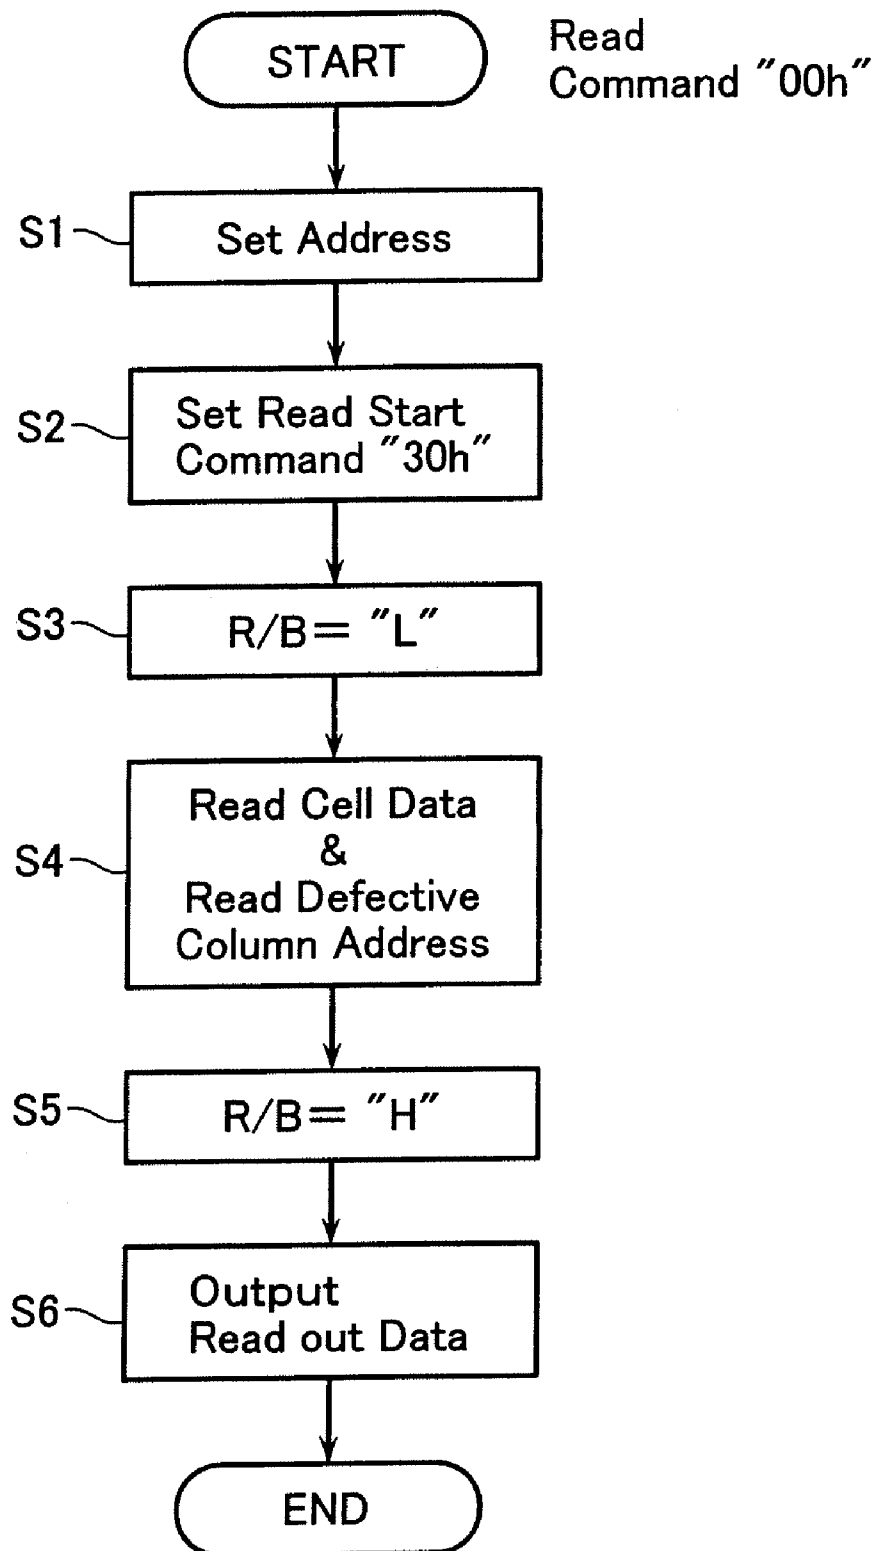 START
Read
Command "00h"
S1
Set Address
S2
Set Read Start
Command "30h"
S3
R/B= "L"
S4
Read Cell Data
&
Read Defective
Column Address
S5
R/B= "H"
S6
Output
Read out Data
END